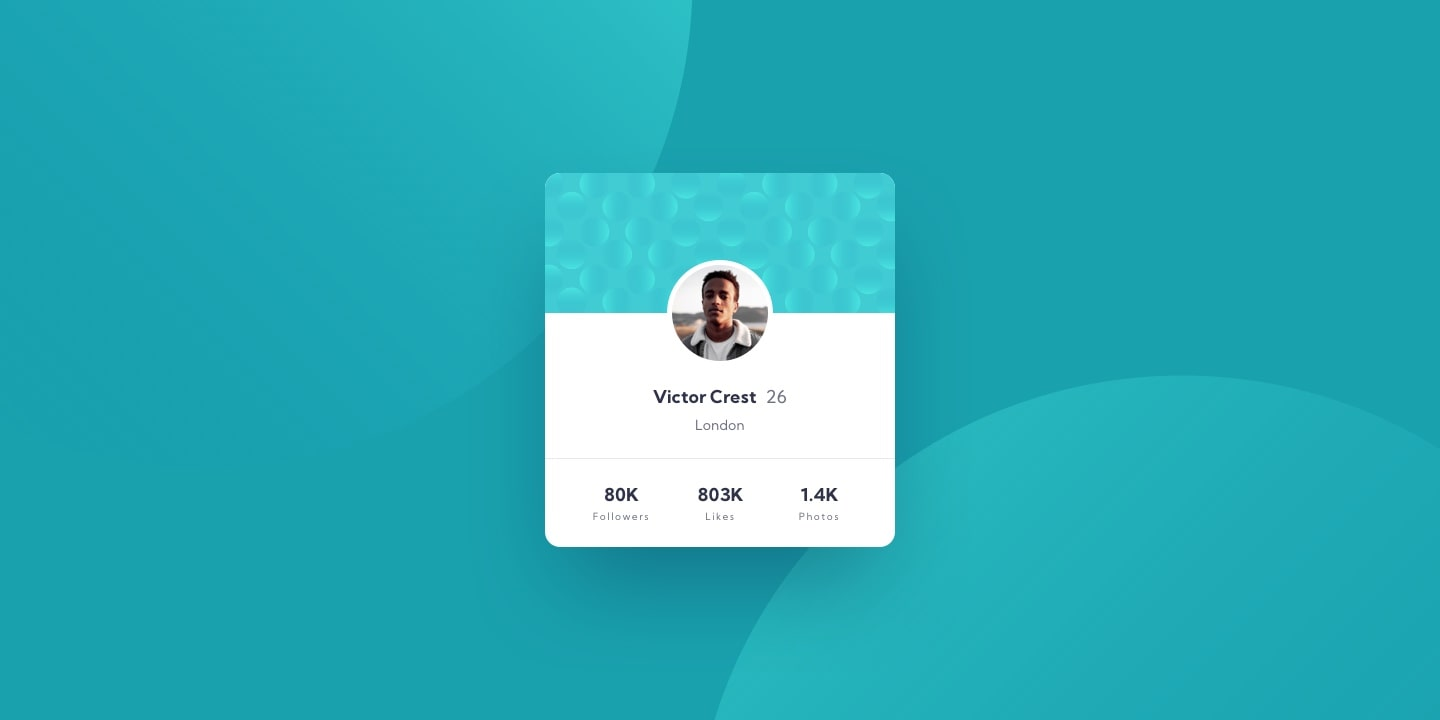 Victor Crest 26
London
80K 803K 1.4K
Followers Likes Photos